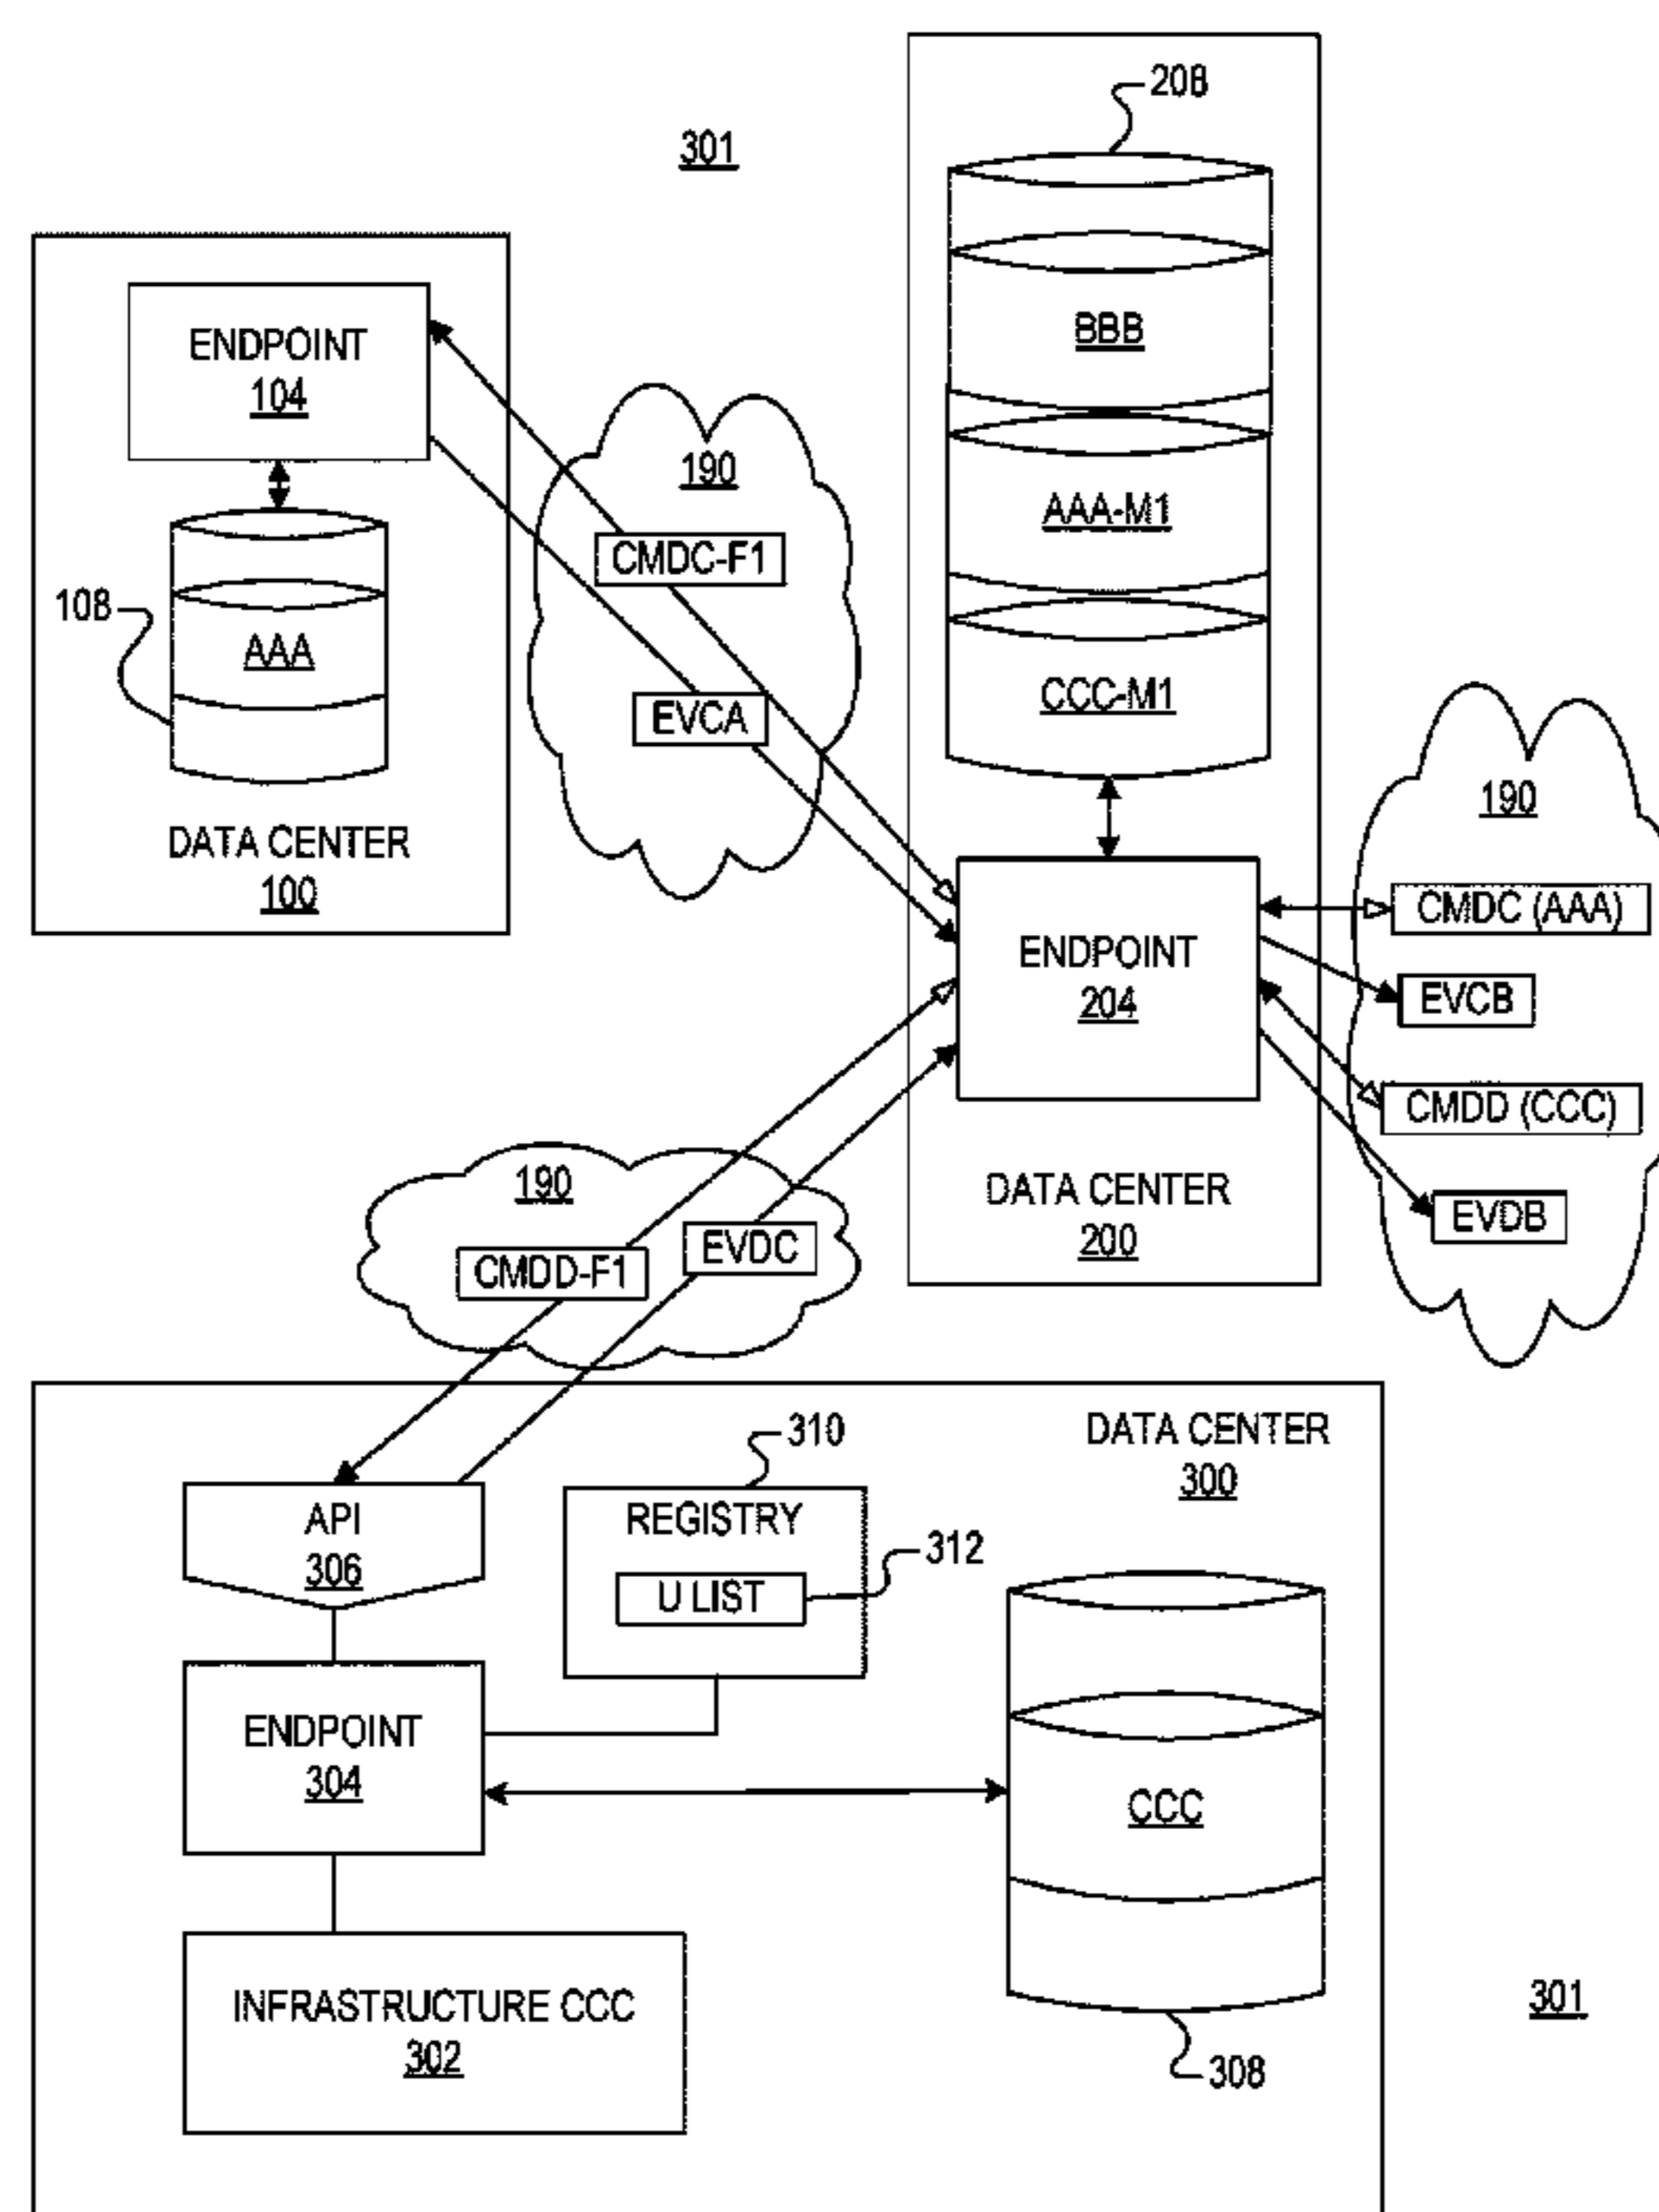 208
301
ENDPOINT
104
190
BBB
CMDC-F1
AAA-M1
108
AAA
EVCA
CCC-M1
DATA CENTER
100
190
CMDC (AAA)
ENDPOINT
204
EVCB
CMDD (CCC)
190
DATA CENTER
200
EVDB
EVDC
CMDD-F1
310
DATA CENTER
300
API
306
REGISTRY
312
U LIST
ENDPOINT
304
CCC
INFRASTRUCTURE CCC
302
301
308